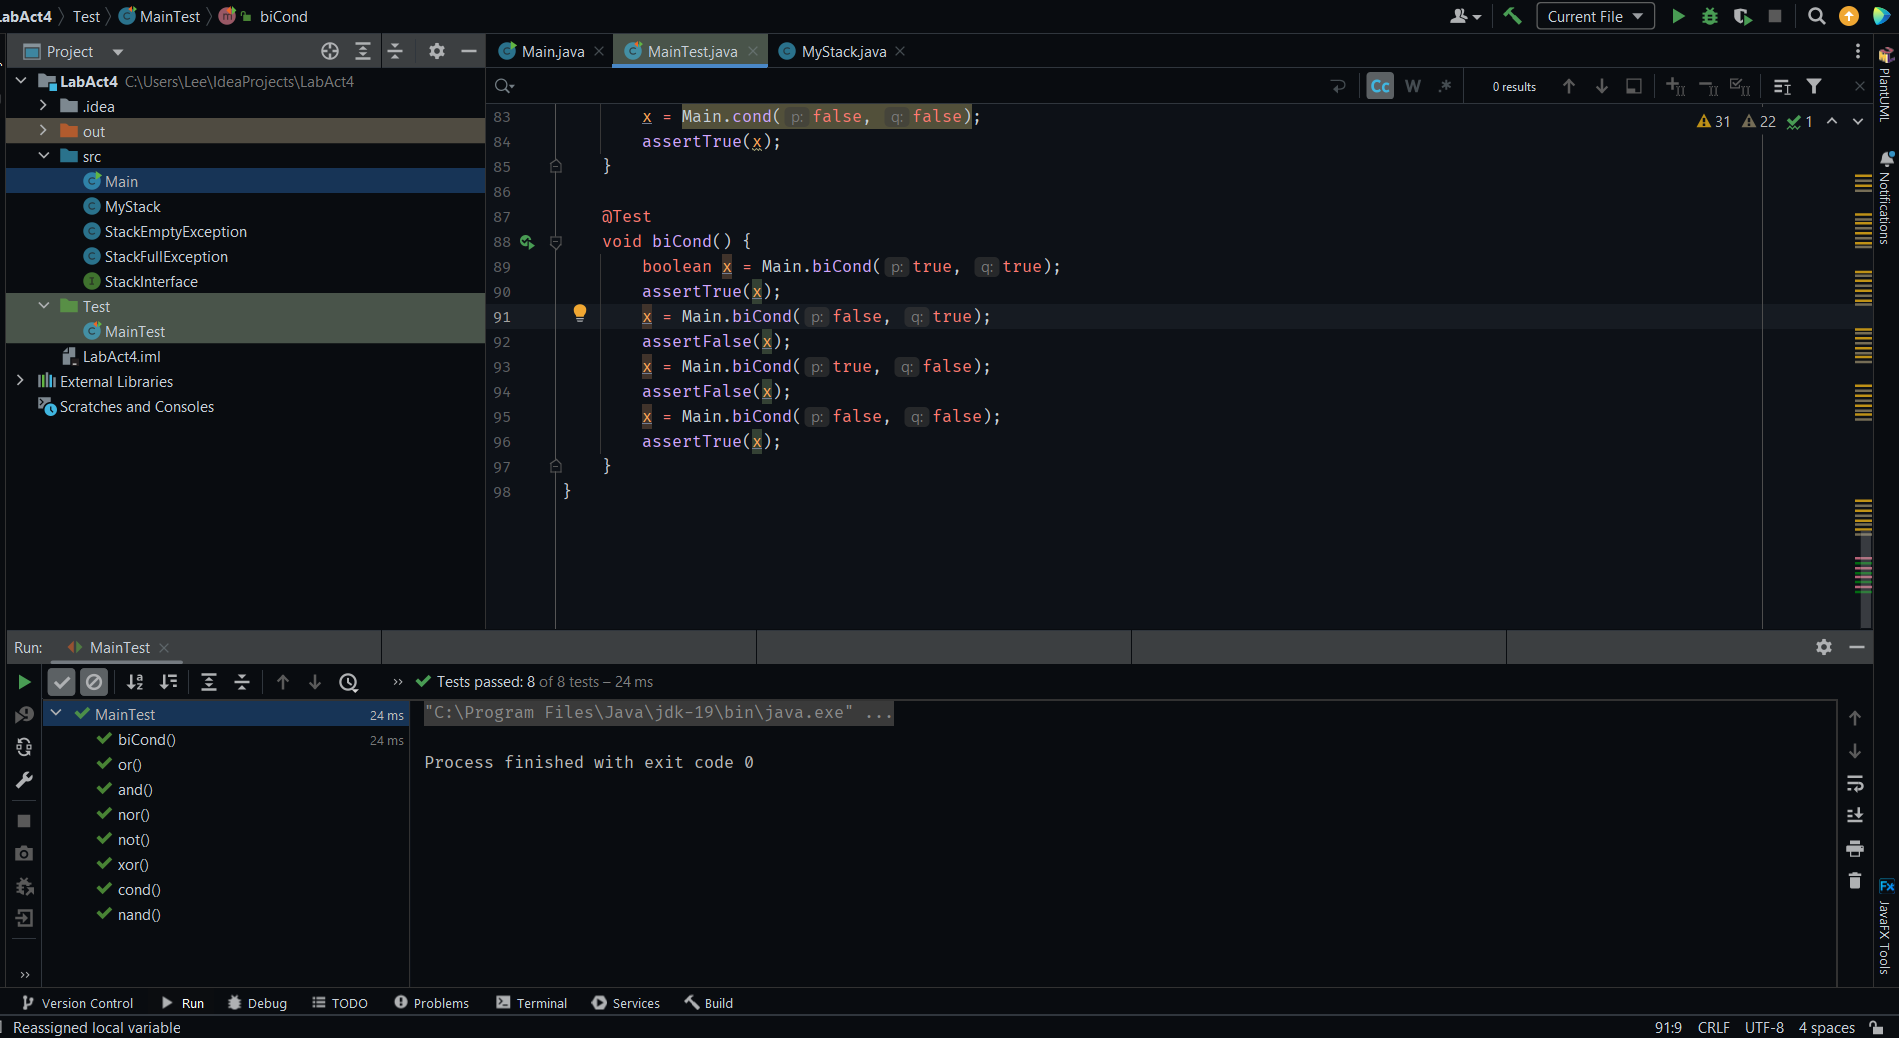 LabAct4 Test MainTest m biCond
Current File
Project
Main.java MainTest.java MyStack.java
LabAct4 C:\Users\Lee\IdeaProjects\LabAct4
.idea
out
src
Main
MyStack
StackEmptyException
StackFullException
StackInterface
Test
MainTest
LabAct4.iml
External Libraries
Scratches and Consoles
Cc W .* 0 results
31 22 1
83 x = Main.cond( p: false, q: false);
84 assertTrue(x);
85 }
86
87 @Test
88 void biCond() {
89 boolean x = Main.biCond( p: true, q: true);
90 assertTrue(x);
91 x = Main.biCond( p: false, q: true);
92 assertFalse(x);
93 x = Main.biCond( p: true, q: false);
94 assertFalse(x);
95 x = Main.biCond( p: false, q: false);
96 assertTrue(x);
97 }
98 }
PlantUML
Notifications
JavaFX Tools
Run: MainTest
Tests passed: 8 of 8 tests – 24 ms
MainTest 24 ms
biCond() 24 ms
or()
and()
nor()
not()
xor()
cond()
nand()
"C:\Program Files\Java\jdk-19\bin\java.exe" ...
Process finished with exit code 0
Version Control Run Debug TODO Problems Terminal Services Build
Reassigned local variable 91:9 CRLF UTF-8 4 spaces